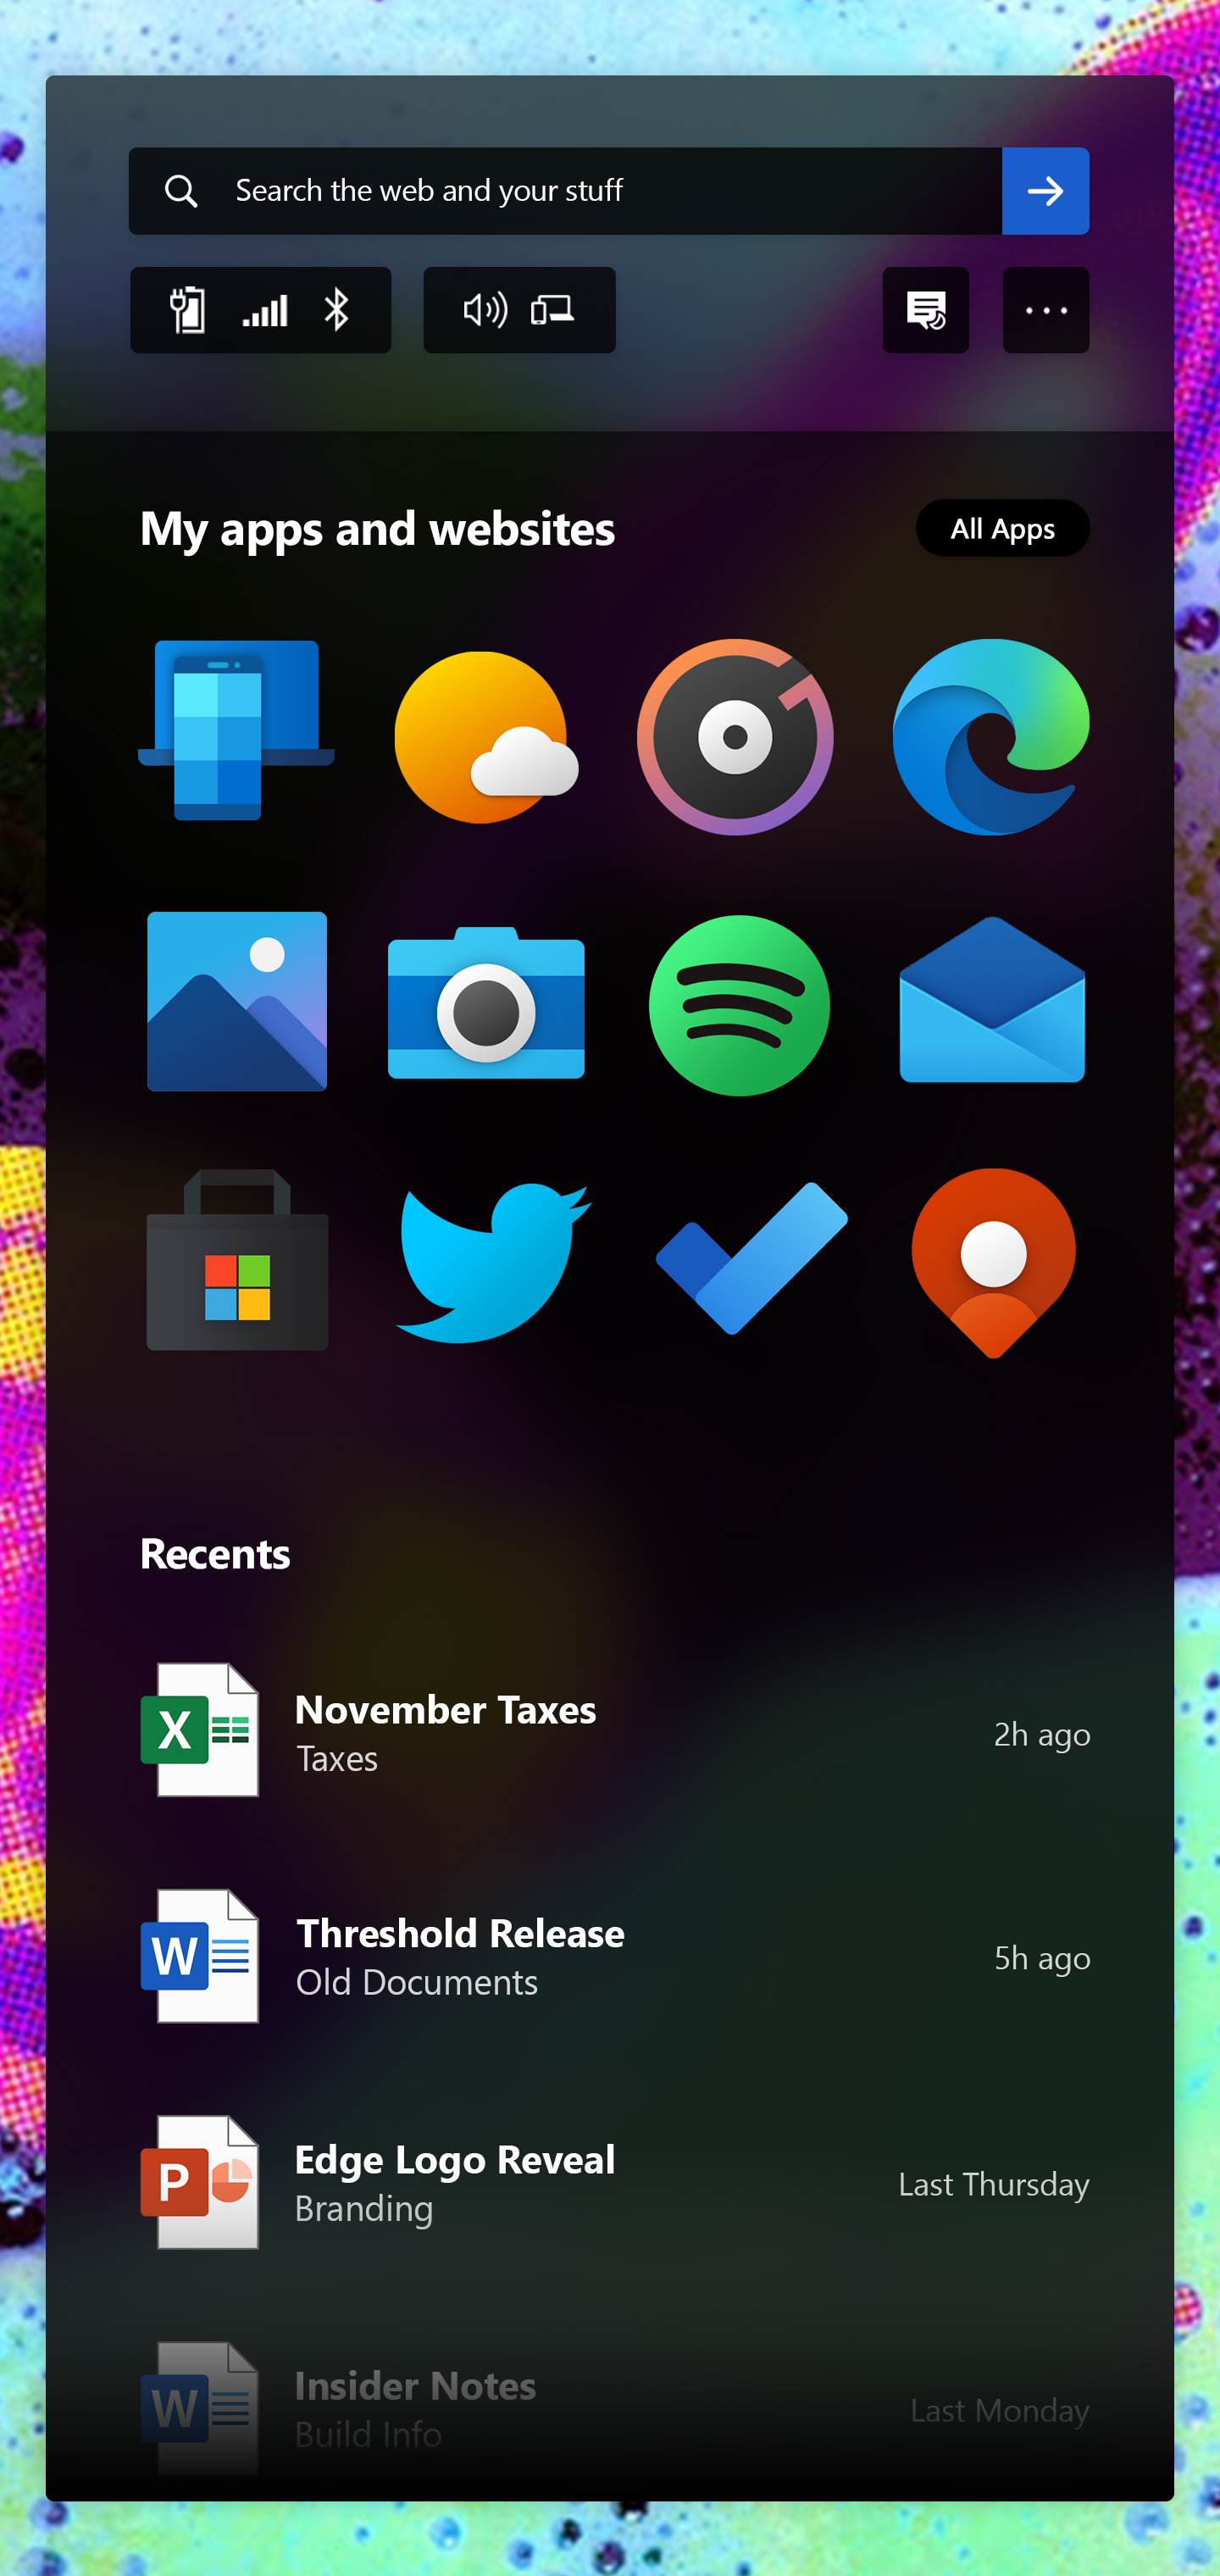 Search the web and your stuff
My apps and websites
All Apps
Recents
X
November Taxes
Taxes
2h ago
W
Threshold Release
Old Documents
5h ago
P
Edge Logo Reveal
Branding
Last Thursday
W
Insider Notes
Build Info
Last Monday